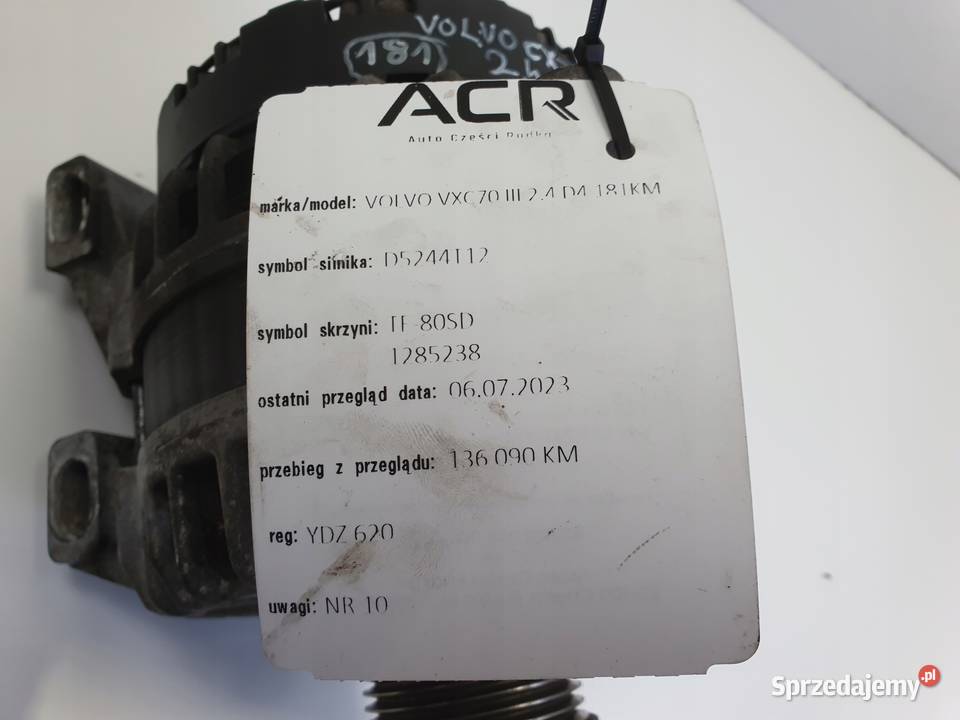 VOLVO
181
2
ACR
Auto Części Rudka
marka/model: VOLVO VXC70 III 2.4 D4 181KM
symbol silnika: D5244T12
symbol skrzyni: TF-80SD
1285238
ostatni przegląd data: 06.07.2023
przebieg z przeglądu: 136 090 KM
reg: YDZ 620
uwagi: NR 10
Sprzedajemy.pl